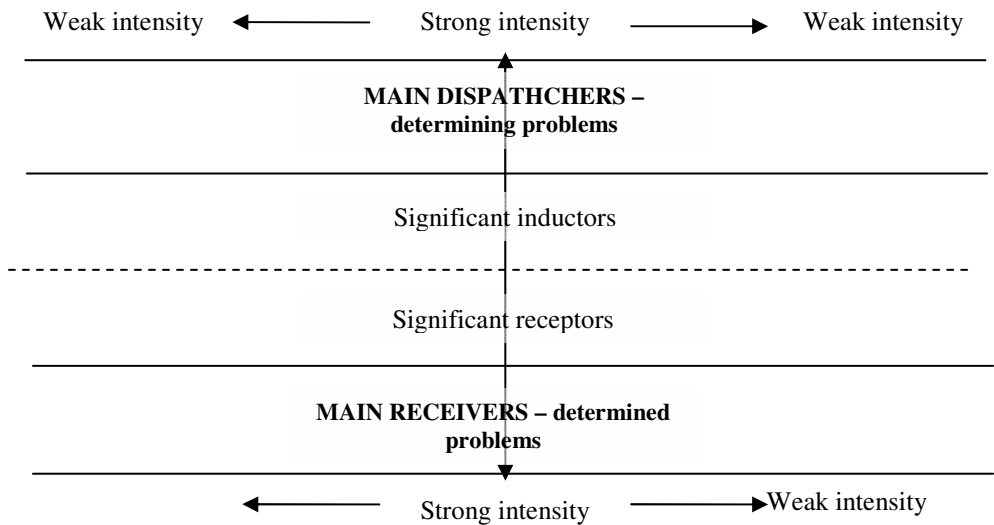 Weak intensity Strong intensity Weak intensity
MAIN DISPATHCHERS –
determining problems
Significant inductors
Significant receptors
MAIN RECEIVERS – determined
problems
Strong intensity Weak intensity